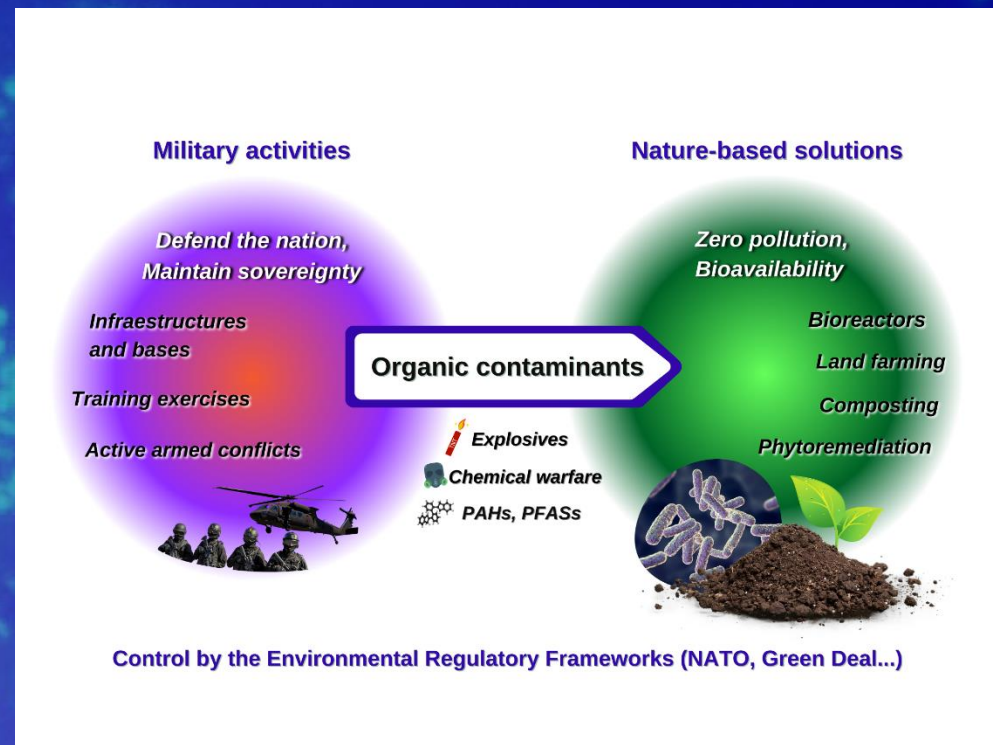 Military activities
Nature-based solutions
Defend the nation,
Maintain sovereignty
Infraestructures
and bases
Training exercises
Active armed conflicts
Organic contaminants
Explosives
Chemical warfare
PAHs, PFASs
Zero pollution,
Bioavailability
Bioreactors
Land farming
Composting
Phytoremediation
Control by the Environmental Regulatory Frameworks (NATO, Green Deal...)